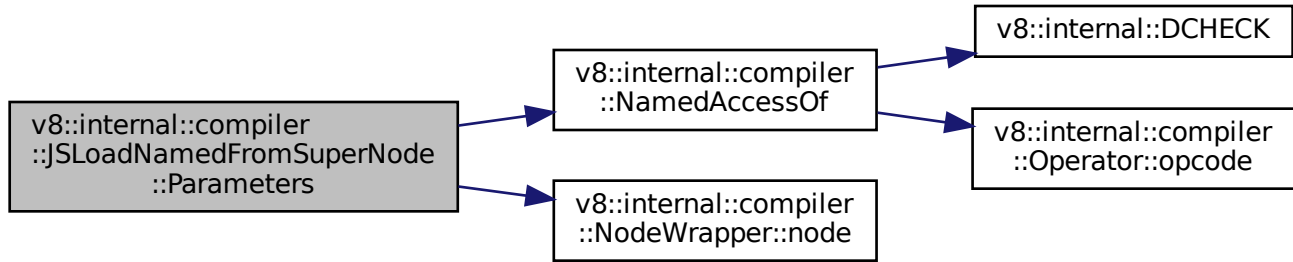 v8::internal::compiler
::JSLoadNamedFromSuperNode
::Parameters
v8::internal::compiler
::NamedAccessOf
v8::internal::DCHECK
v8::internal::compiler
::Operator::opcode
v8::internal::compiler
::NodeWrapper::node